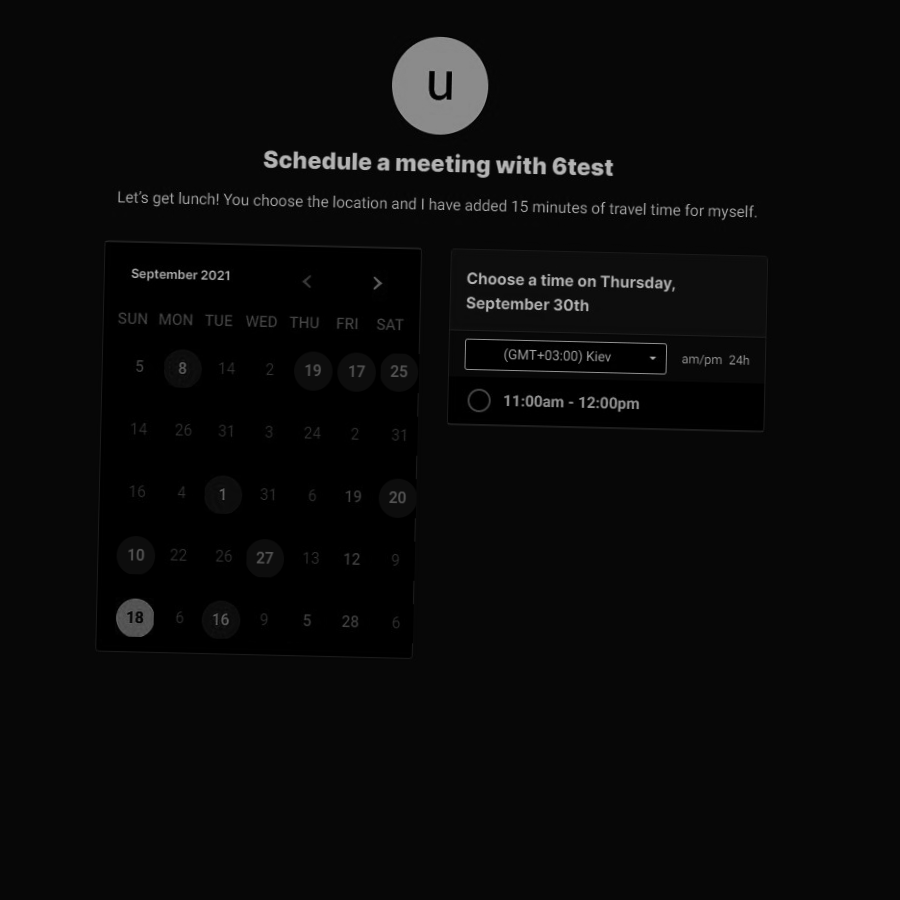 u
Schedule a meeting with 6test
Let's get lunch! You choose the location and I have added 15 minutes of travel time for myself.
September 2021
SUN MON TUE WED THU FRI SAT
5 8 14 2 19 17 25
14 26 31 3 24 2 31
16 4 1 31 6 19 20
10 22 26 27 13 12 9
18 6 16 9 5 28 6
Choose a time on Thursday,
September 30th
(GMT+03:00) Kiev am/pm 24h
11:00am - 12:00pm